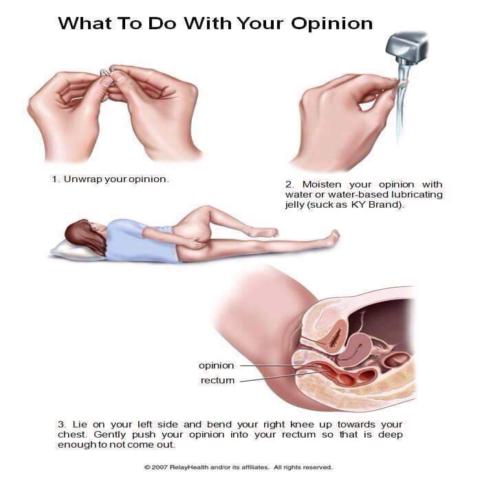 What To Do With Your Opinion
1. Unwrap your opinion.
2. Moisten your opinion with
water or water-based lubricating
jelly (suck as KY Brand).
opinion
rectum
3. Lie on your left side and bend your right knee up towards your
chest. Gently push your opinion into your rectum so that is deep
enough to not come out.
© 2007 RelayHealth and/or its affiliates. All rights reserved.